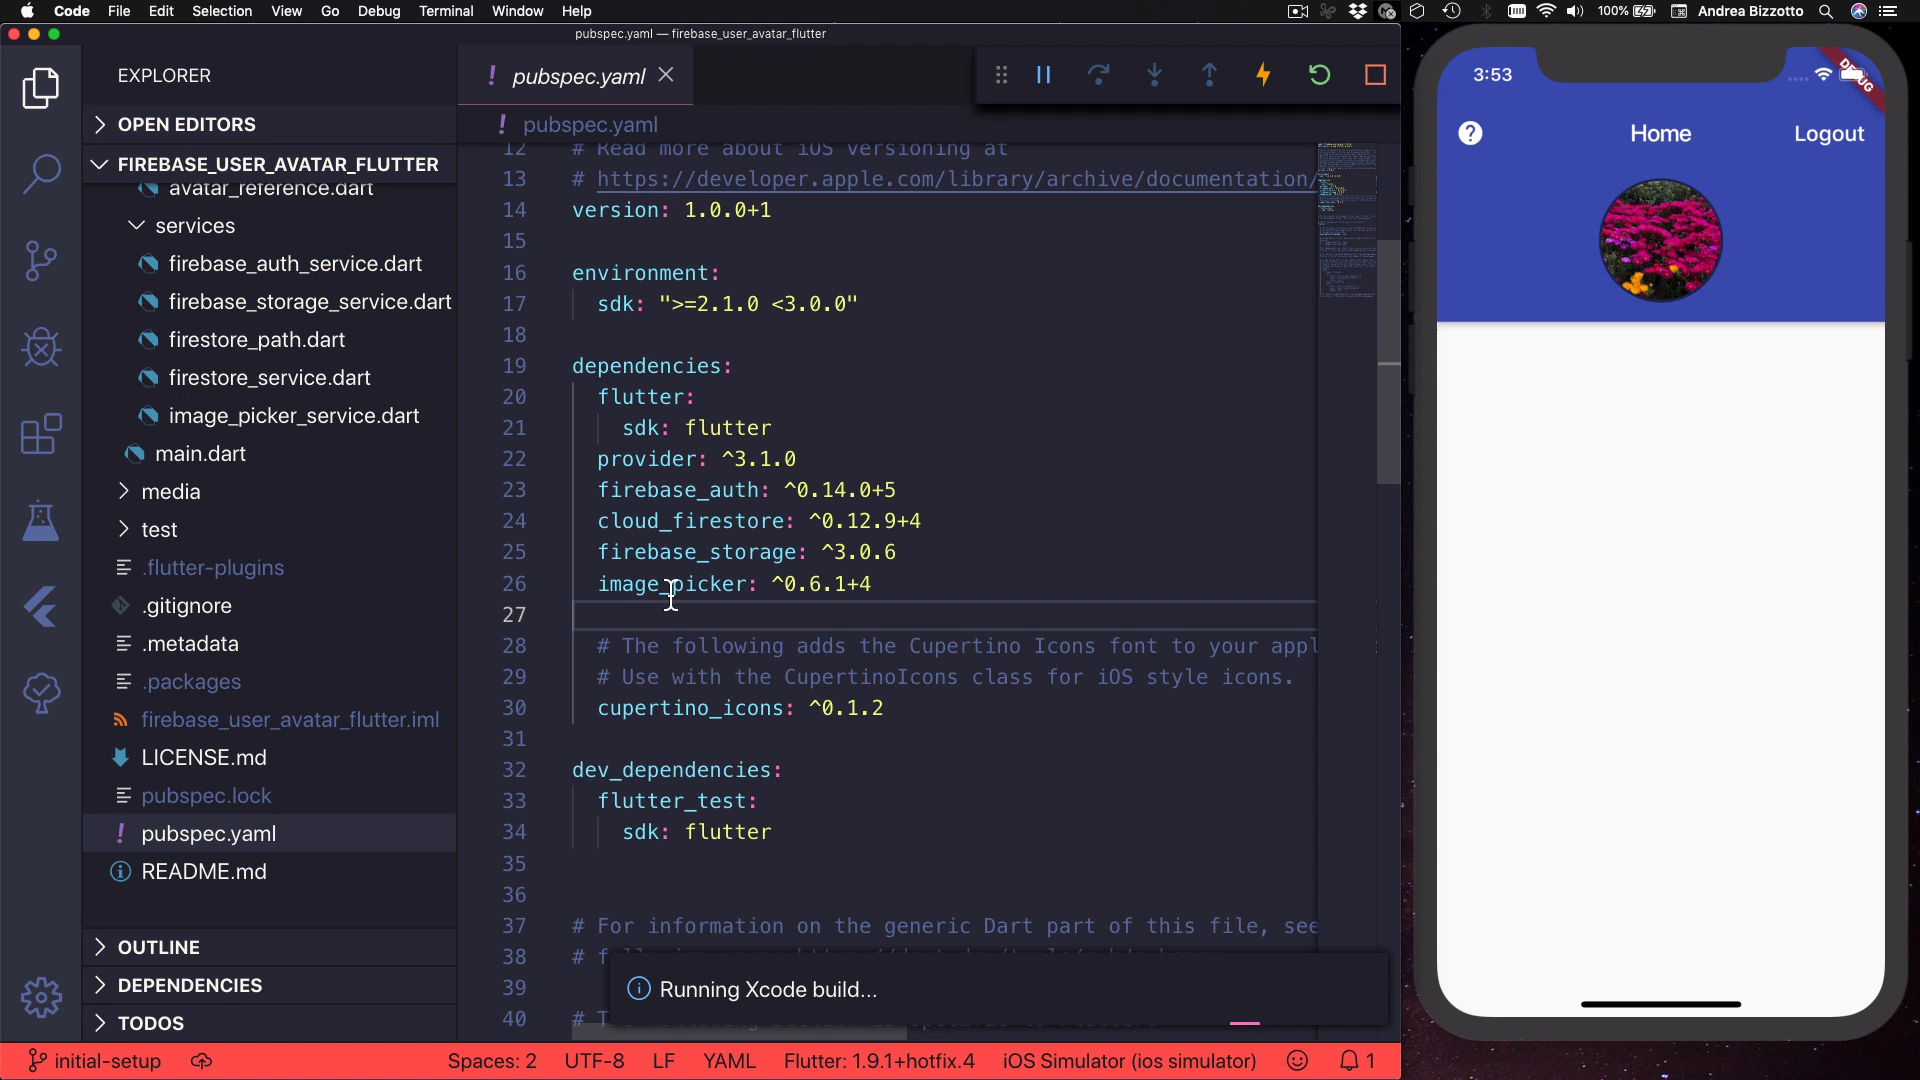 Code File Edit Selection View Go Debug Terminal Window Help
100% Andrea Bizzotto
pubspec.yaml — firebase_user_avatar_flutter
EXPLORER
OPEN EDITORS
FIREBASE_USER_AVATAR_FLUTTER
avatar_reference.dart
services
firebase_auth_service.dart
firebase_storage_service.dart
firestore_path.dart
firestore_service.dart
image_picker_service.dart
main.dart
media
test
.flutter-plugins
.gitignore
.metadata
.packages
firebase_user_avatar_flutter.iml
LICENSE.md
pubspec.lock
! pubspec.yaml
README.md
OUTLINE
DEPENDENCIES
TODOS
! pubspec.yaml
! pubspec.yaml
12 # Read more about iOS versioning at
13 # https://developer.apple.com/library/archive/documentation/
14 version: 1.0.0+1
15
16 environment:
17 sdk: ">=2.1.0 <3.0.0"
18
19 dependencies:
20 flutter:
21 sdk: flutter
22 provider: ^3.1.0
23 firebase_auth: ^0.14.0+5
24 cloud_firestore: ^0.12.9+4
25 firebase_storage: ^3.0.6
26 image_picker: ^0.6.1+4
27
28 # The following adds the Cupertino Icons font to your appl
29 # Use with the CupertinoIcons class for iOS style icons.
30 cupertino_icons: ^0.1.2
31
32 dev_dependencies:
33 flutter_test:
34 sdk: flutter
35
36
37 # For information on the generic Dart part of this file, see
38 #
39
40 #
Running Xcode build...
initial-setup
Spaces: 2 UTF-8 LF YAML Flutter: 1.9.1+hotfix.4 iOS Simulator (ios simulator) 1
3:53
DEBUG
? Home Logout